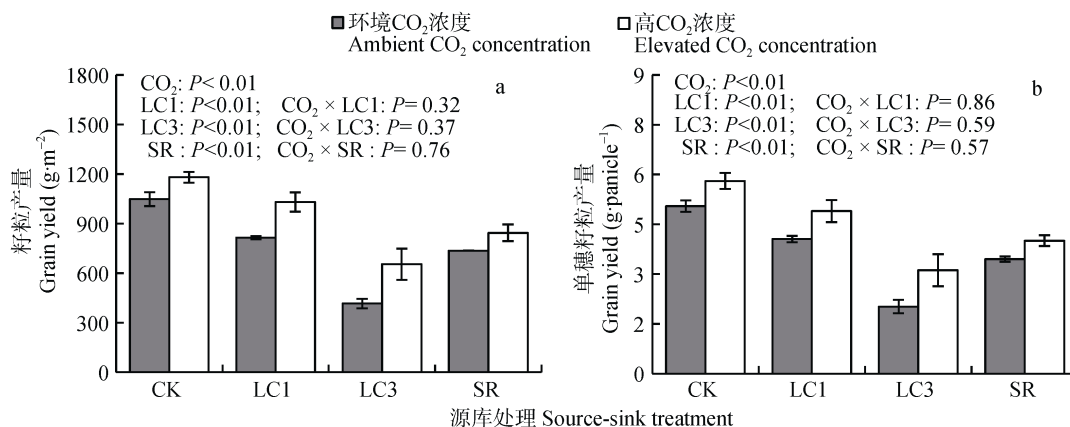 环境CO₂浓度
Ambient CO₂ concentration
高CO₂浓度
Elevated CO₂ concentration
籽粒产量
Grain yield (g·m⁻²)
1800
1500
1200
900
600
300
0
CO₂: P< 0.01
LC1: P<0.01; CO₂ × LC1: P= 0.32
LC3: P<0.01; CO₂ × LC3: P= 0.37
SR: P<0.01; CO₂ × SR : P= 0.76
a
CK LC1 LC3 SR
单穗籽粒产量
Grain yield (g·panicle⁻¹)
9
8
6
5
3
2
0
CO₂: P<0.01
LC1: P<0.01; CO₂ × LC1: P= 0.86
LC3: P<0.01; CO₂ × LC3: P= 0.59
SR: P<0.01; CO₂ × SR : P= 0.57
b
CK LC1 LC3 SR
源库处理 Source-sink treatment